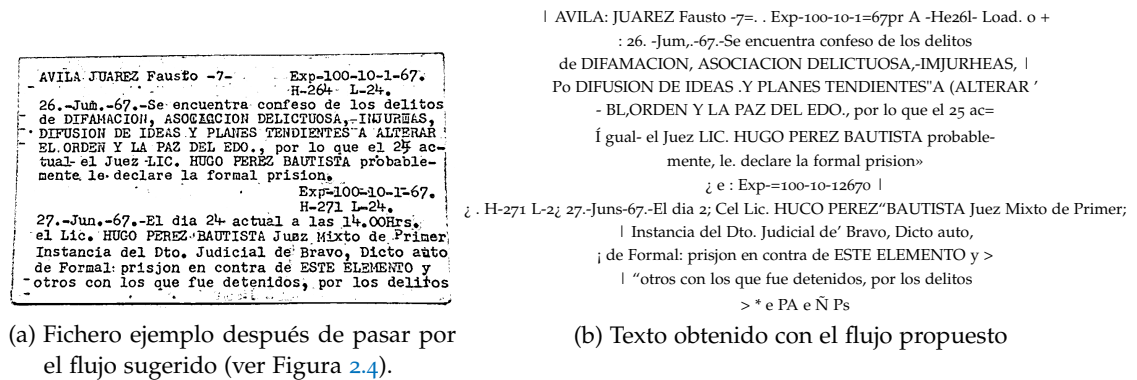 AVILA JUAREZ Fausto -7- Exp-100-10-1-67.
H-264- L-24.
26.-Jun.-67.-Se encuentra confeso de los delitos
de DIFAMACION, ASOCIACION DELICTUOSA,-INJURIAS,
DIFUSION DE IDEAS Y PLANES TENDIENTES A ALTERAR
EL ORDEN Y LA PAZ DEL EDO., por lo que el 25 ac-
tual el Juez LIC. HUGO PEREZ BAUTISTA probable-
mente le declare la formal prision.
Exp-100-10-1-67.
H-271 L-24.
27.-Jun.-67.-El dia 24 actual a las 14.00Hrs.
el Lic. HUGO PEREZ BAUTISTA Juez Mixto de Primer
Instancia del Dto. Judicial de Bravo, Dicto auto
de Formal: prisjon en contra de ESTE ELEMENTO y
otros con los que fue detenidos, por los delitos
(a) Fichero ejemplo después de pasar por
el flujo sugerido (ver Figura 2.4).
| AVILA: JUAREZ Fausto -7=. . Exp-100-10-1=67pr A -He26l- Load. o +
: 26. -Jum,.-67.-Se encuentra confeso de los delitos
de DIFAMACION, ASOCIACION DELICTUOSA,-IMJURHEAS, |
Po DIFUSION DE IDEAS .Y PLANES TENDIENTES"A (ALTERAR '
- BL,ORDEN Y LA PAZ DEL EDO., por lo que el 25 ac=
Í gual- el Juez LIC. HUGO PEREZ BAUTISTA probable-
mente, le. declare la formal prision»
¿ e : Exp-=100-10-12670 |
¿ . H-271 L-2¿ 27.-Juns-67.-El dia 2; Cel Lic. HUCO PEREZ“BAUTISTA Juez Mixto de Primer;
| Instancia del Dto. Judicial de’ Bravo, Dicto auto,
¡ de Formal: prisjon en contra de ESTE ELEMENTO y >
| “otros con los que fue detenidos, por los delitos
> * e PA e Ñ Ps
(b) Texto obtenido con el flujo propuesto